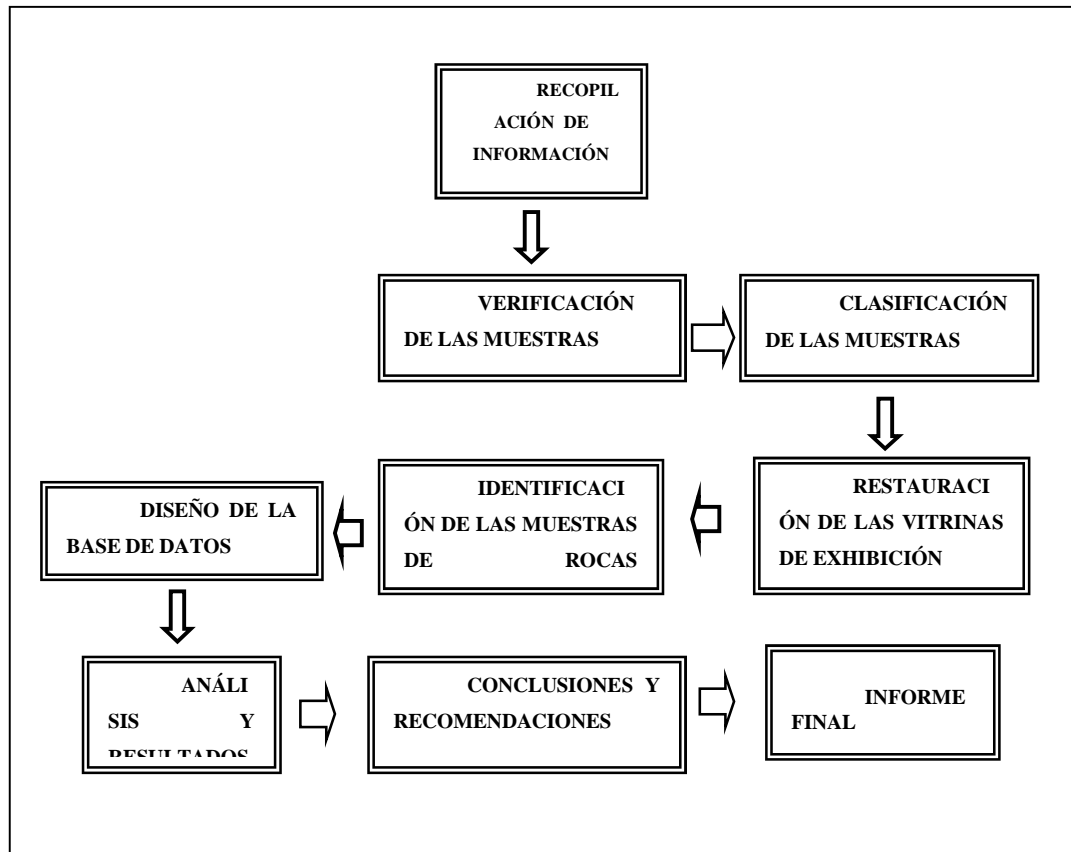 RECOPIL
ACIÓN DE
INFORMACIÓN
VERIFICACIÓN
DE LAS MUESTRAS
CLASIFICACIÓN
DE LAS MUESTRAS
RESTAURACI
ÓN DE LAS VITRINAS
DE EXHIBICIÓN
IDENTIFICACI
ÓN DE LAS MUESTRAS
DE ROCAS
DISEÑO DE LA
BASE DE DATOS
ANÁLI
SIS Y
RESULTADOS
CONCLUSIONES Y
RECOMENDACIONES
INFORME
FINAL